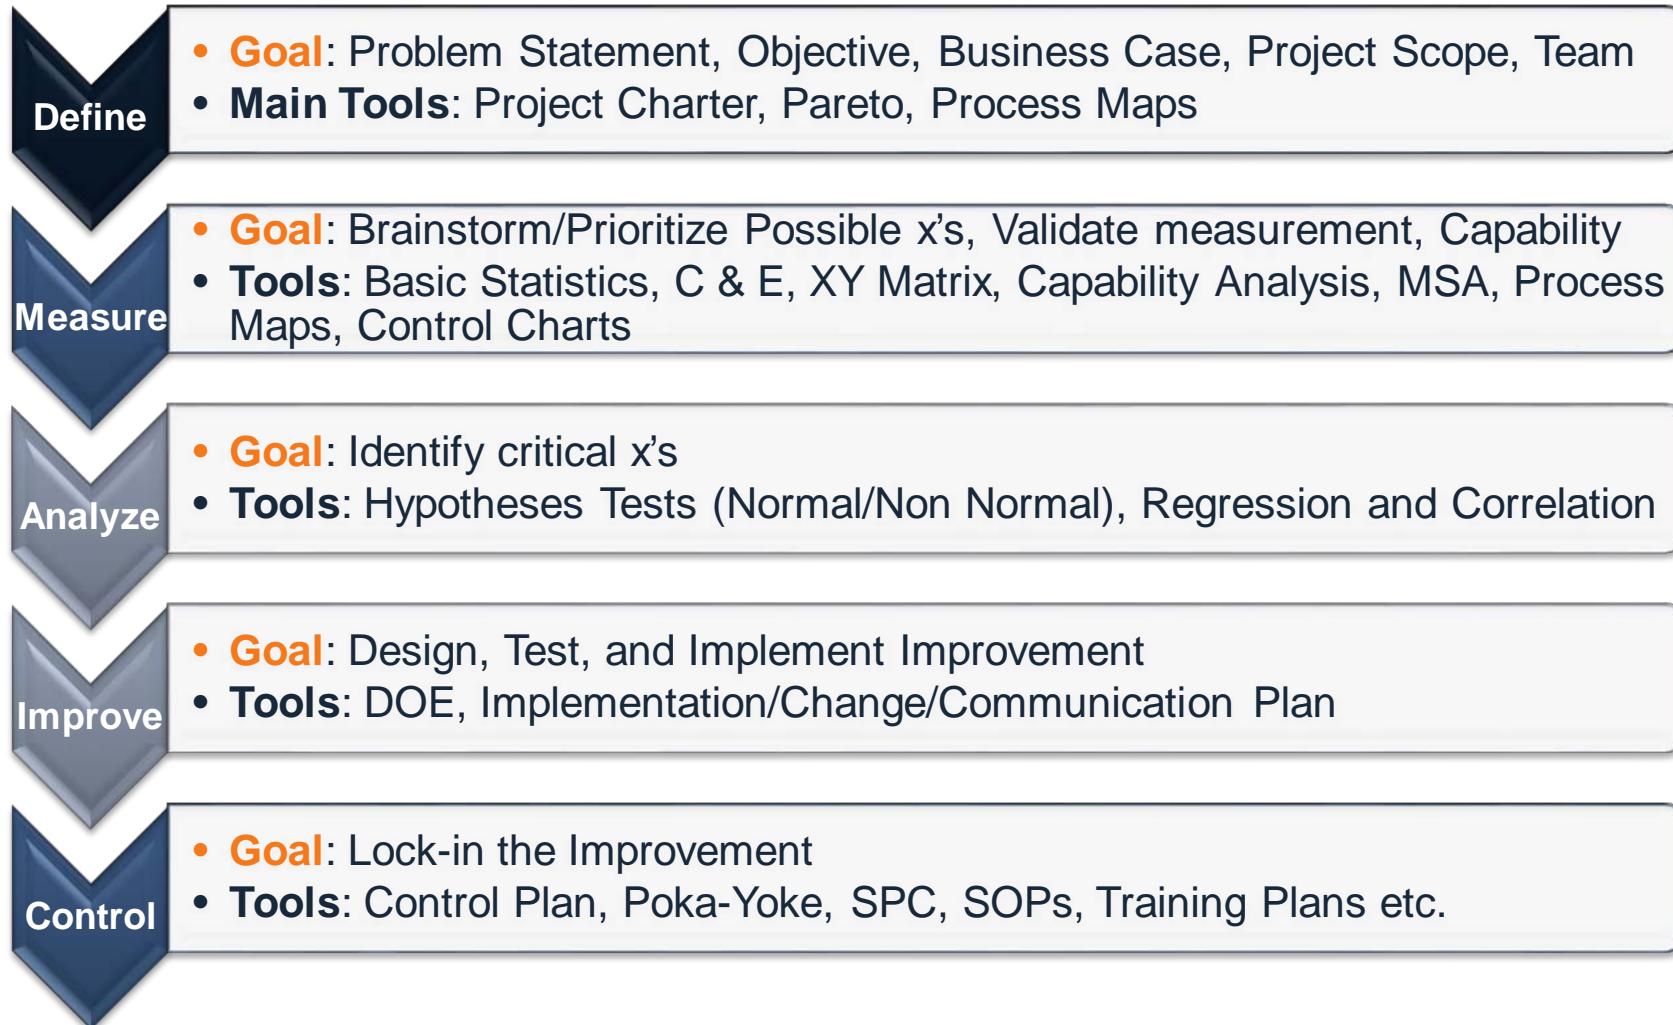 Define
• Goal: Problem Statement, Objective, Business Case, Project Scope, Team
• Main Tools: Project Charter, Pareto, Process Maps
Measure
• Goal: Brainstorm/Prioritize Possible x’s, Validate measurement, Capability
• Tools: Basic Statistics, C & E, XY Matrix, Capability Analysis, MSA, Process
Maps, Control Charts
Analyze
• Goal: Identify critical x’s
• Tools: Hypotheses Tests (Normal/Non Normal), Regression and Correlation
Improve
• Goal: Design, Test, and Implement Improvement
• Tools: DOE, Implementation/Change/Communication Plan
Control
• Goal: Lock-in the Improvement
• Tools: Control Plan, Poka-Yoke, SPC, SOPs, Training Plans etc.